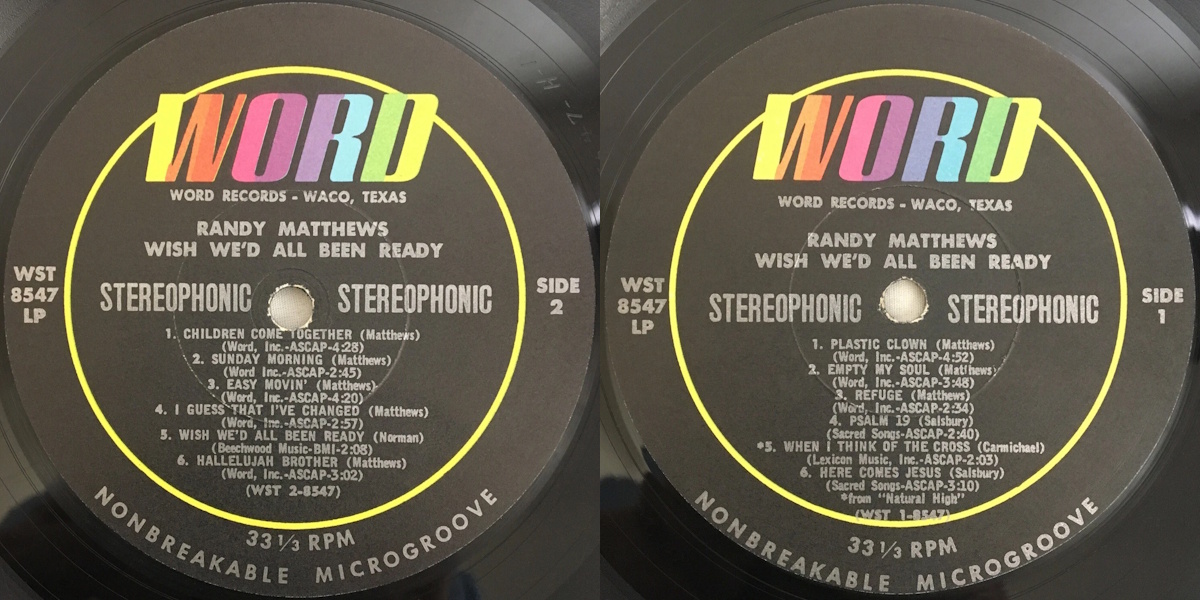 WORD
WORD RECORDS - WACO, TEXAS
RANDY MATTHEWS
WISH WE'D ALL BEEN READY
WST
8547
LP
STEREOPHONIC STEREOPHONIC
SIDE
2
1. CHILDREN COME TOGETHER (Matthews)
(Word, Inc.-ASCAP-4:28)
2. SUNDAY MORNING (Matthews)
(Word Inc.-ASCAP-2:45)
3. EASY MOVIN' (Matthews)
(Word, Inc.-ASCAP-4:20)
4. I GUESS THAT I'VE CHANGED (Matthews)
(Word, Inc.-ASCAP-2:57)
5. WISH WE'D ALL BEEN READY (Norman)
(Beechwood Music-BMI-2:08)
6. HALLELUJAH BROTHER (Matthews)
(Word, Inc.-ASCAP-3:02)
(WST 2-8547)
33 1/3 RPM
NONBREAKABLE MICROGROOVE
WORD
WORD RECORDS - WACO, TEXAS
RANDY MATTHEWS
WISH WE'D ALL BEEN READY
WST
8547
LP
STEREOPHONIC STEREOPHONIC
SIDE
1
1. PLASTIC CLOWN (Matthews)
(Word, Inc.-ASCAP-4:52)
2. EMPTY MY SOUL (Matthews)
(Word, Inc.-ASCAP-3:48)
3. REFUGE (Matthews)
(Word, Inc.-ASCAP-2:34)
4. PSALM 19 (Salsbury)
(Sacred Songs-ASCAP-2:40)
*5. WHEN I THINK OF THE CROSS (Carmichael)
(Lexicon Music, Inc.-ASCAP-2:03)
6. HERE COMES JESUS (Salsbury)
(Sacred Songs-ASCAP-3:10)
*from "Natural High"
(WST 1-8547)
33 1/3 RPM
NONBREAKABLE MICROGROOVE